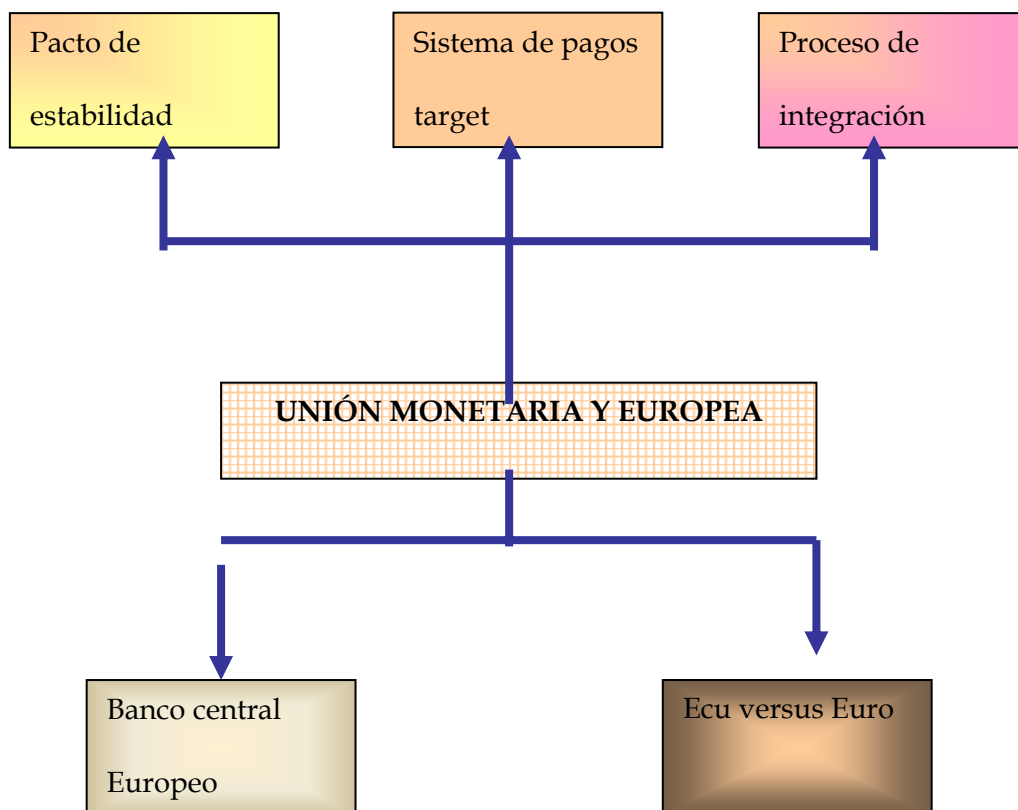 Pacto de
estabilidad
Sistema de pagos
target
Proceso de
integración
UNIÓN MONETARIA Y EUROPEA
Banco central
Europeo
Ecu versus Euro